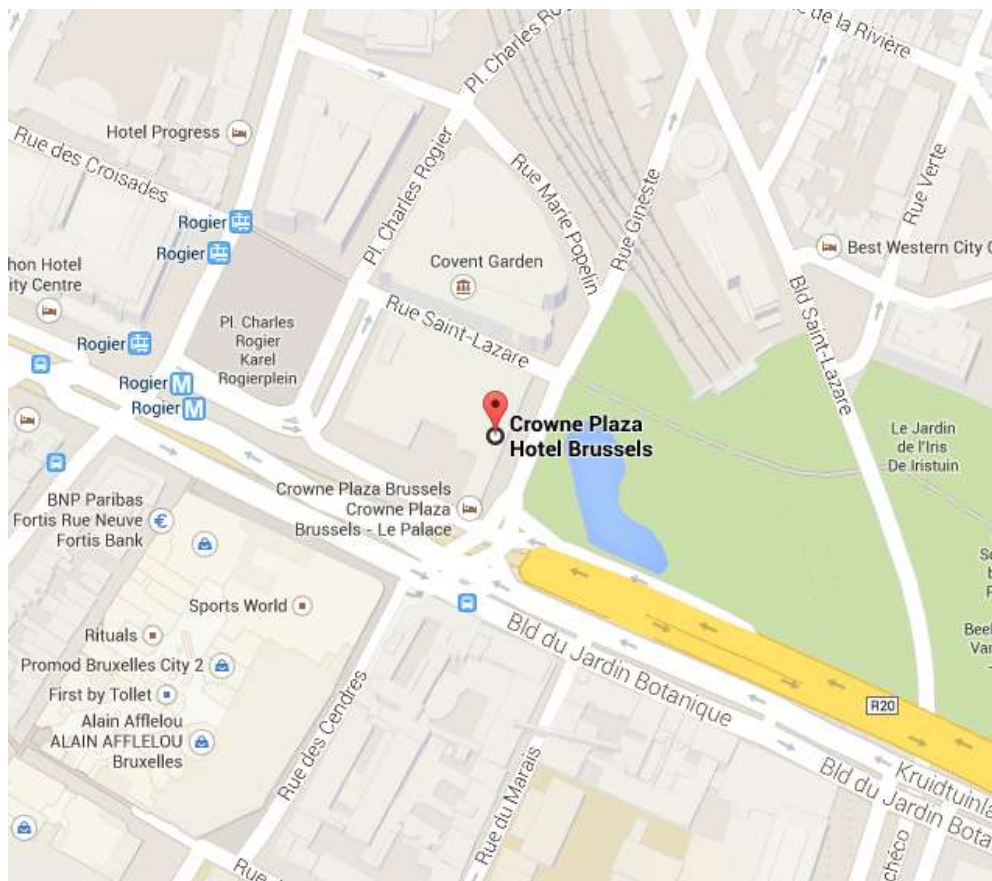 de la Rivière
Pl. Charles Ro
Hotel Progress
Rue des Croisades
Pl. Charles Rogier
Rue Marie Popelin
Rue Gineste
Rue Verte
Rogier
Rogier
Best Western City C
Covent Garden
hon Hotel
ity Centre
Bld Saint-Lazare
Rue Saint-Lazare
Pl. Charles
Rogier
Karel
Rogierplein
Rogier
Rogier M
Rogier M
Crowne Plaza
Hotel Brussels
Le Jardin
de l'Iris
De Iristuin
Crowne Plaza Brussels
Crowne Plaza
Brussels - Le Palace
BNP Paribas
Fortis Rue Neuve
Fortis Bank
€
Sports World
Rituals
Promod Bruxelles City 2
First by Tollet
Alain Afflelou
ALAIN AFFLELOU
Bruxelles
Bld du Jardin Botanique
R20
Rue des Cendres
Rue du Marais
Kruidtuinla
Bld du Jardin Bota
checo
Beel
Van